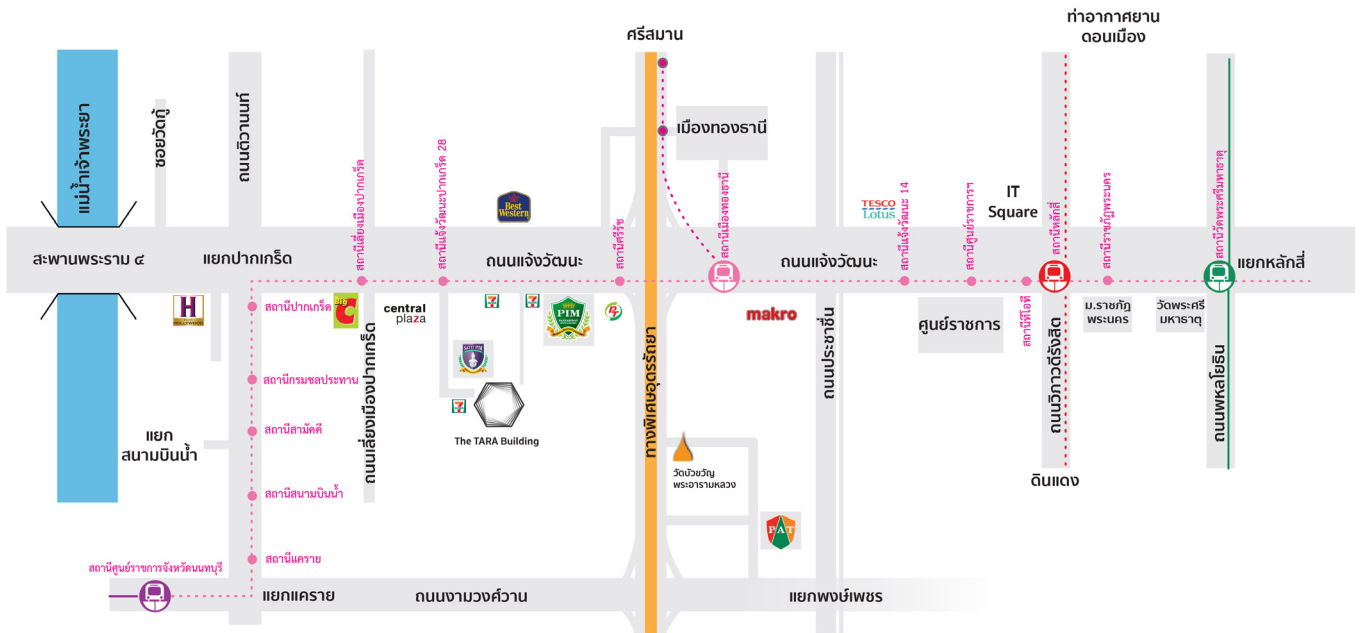 ท่าอากาศยาน
ดอนเมือง
ศรีสมาน
แม่น้ำเจ้าพระยา
ซอยวัดกู้
ถนนติวานนท์
สถานีเลี่ยงเมืองปากเกร็ด
สถานีแจ้งวัฒนะปากเกร็ด 28
Best
Western
สถานีศรีรัช
เมืองทองธานี
สถานีเมืองทองธานี
TESCO
Lotus
สถานีแจ้งวัฒนะ 14
สถานีศูนย์ราชการฯ
IT
Square
สถานีหลักสี่
สถานีราชภัฏพระนคร
สถานีวัดพระศรีมหาธาตุ
สะพานพระราม ๔
แยกปากเกร็ด
ถนนแจ้งวัฒนะ
ถนนแจ้งวัฒนะ
แยกหลักสี่
H
HOLLYWOOD
สถานีปากเกร็ด
Big
C
central
plaza
7
7
PIM
PT
makro
ถนนประชาชื่น
ศูนย์ราชการ
สถานีทีโอที
ม.ราชภัฏ
พระนคร
วัดพระศรี
มหาธาตุ
สถานีกรมชลประทาน
ถนนเลี่ยงเมืองปากเกร็ด
SATIT PIM
7
The TARA Building
ทางพิเศษอุดรรัถยา
ถนนวิภาวดีรังสิต
ถนนพหลโยธิน
แยก
สนามบินน้ำ
สถานีสามัคคี
วัดบัวขวัญ
พระอารามหลวง
ดินแดง
สถานีสนามบินน้ำ
PAT
สถานีแคราย
สถานีศูนย์ราชการจังหวัดนนทบุรี
แยกแคราย
ถนนงามวงศ์วาน
แยกพงษ์เพชร